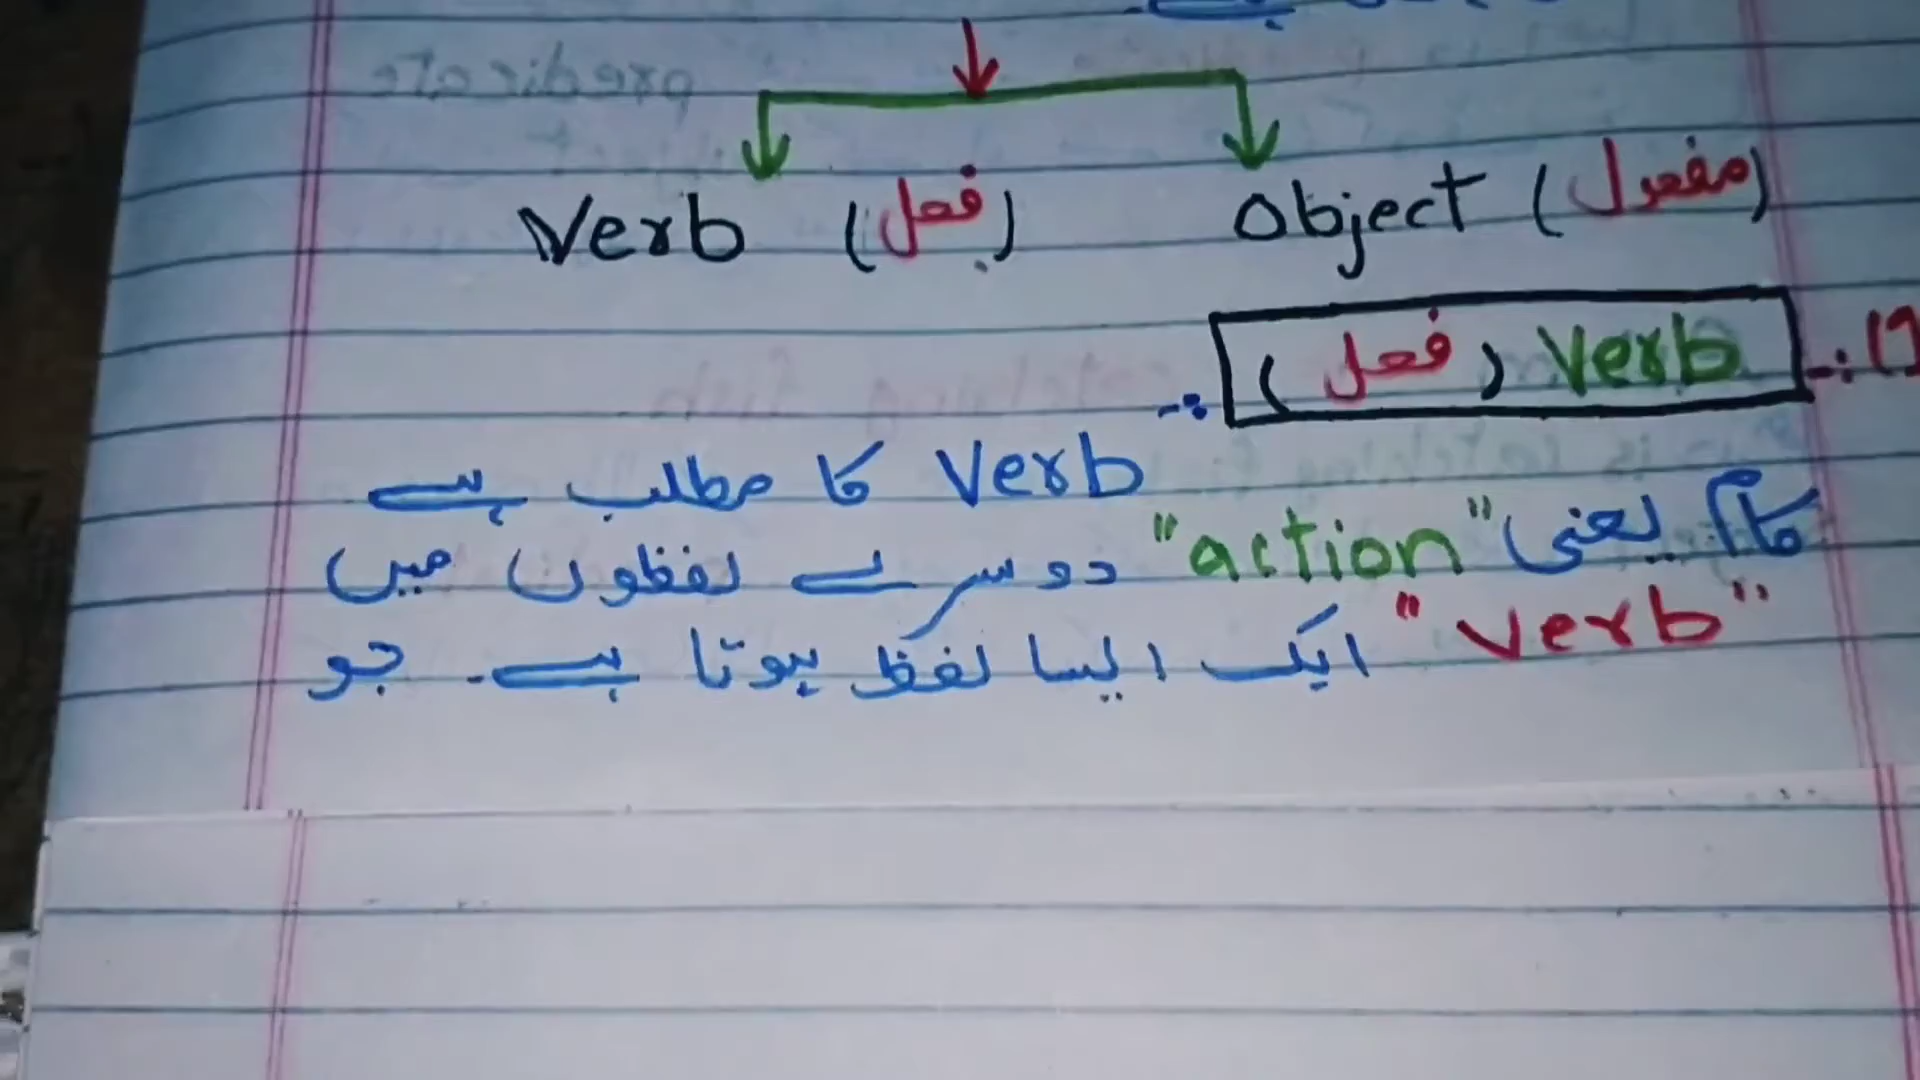 Verb (فعل) Object (مفعول)
1) :- Verb (فعل) :-
Verb کا مطلب ہے
کام یعنی "action" دوسرے لفظوں میں
"Verb" ایک ایسا لفظ ہوتا ہے۔ جو